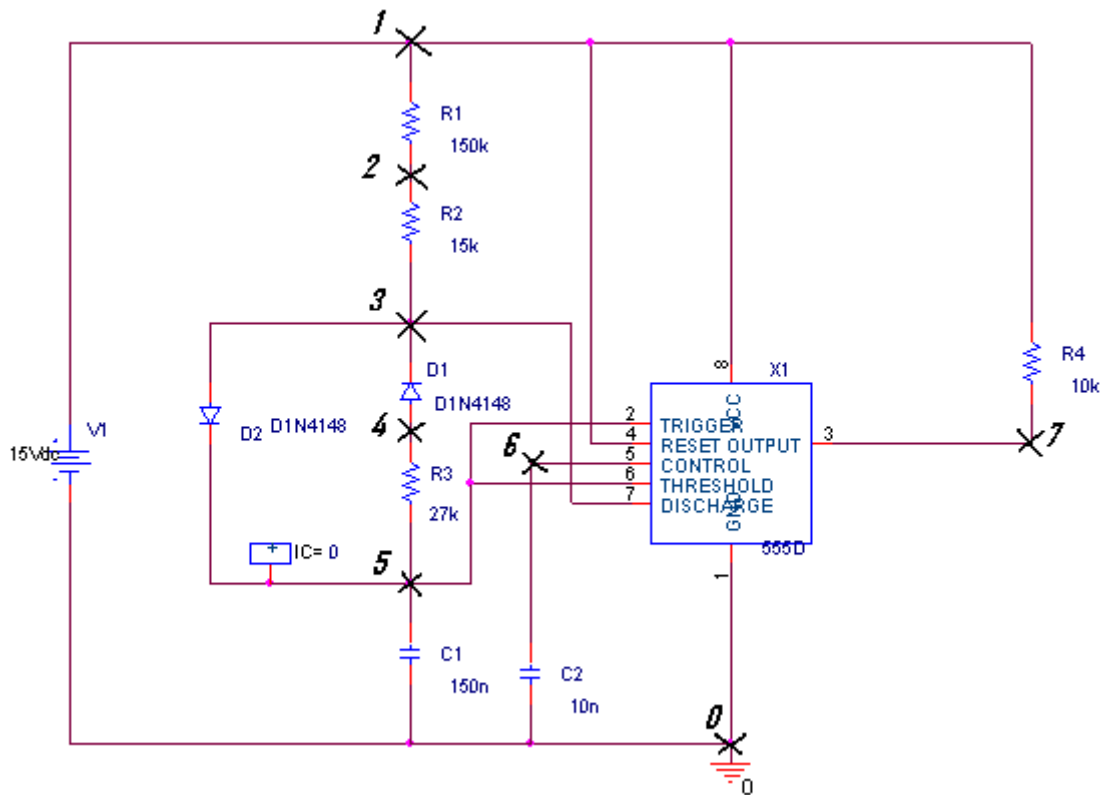 1
R1
150k
2
R2
15k
3
D1
D1N4148
D2 D1N4148
4
R3
27k
V1
15Vdc
IC= 0
5
C1
150n
6
C2
10n
X1
8
VCC
2 TRIGGER
4 RESET OUTPUT 3
5 CONTROL
6 THRESHOLD
7 DISCHARGE
GND
555D
1
R4
10k
7
0
0